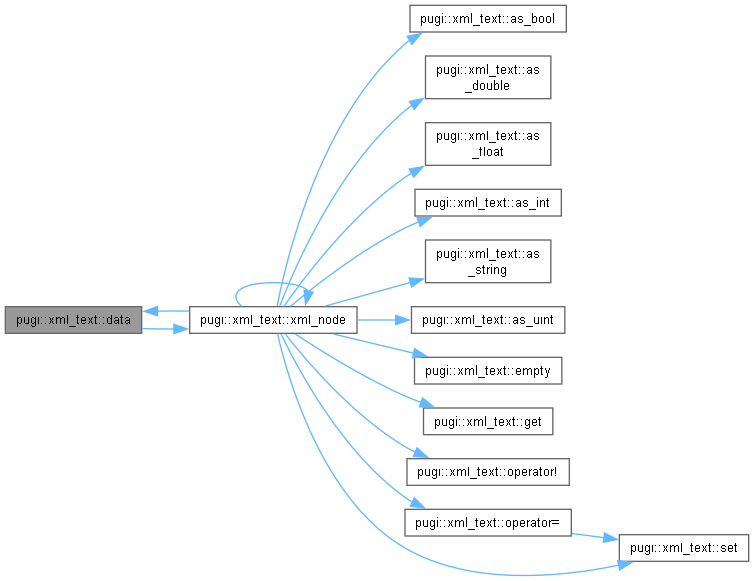 pugi::xml_text::as_bool
pugi::xml_text::as
_double
pugi::xml_text::as
_float
pugi::xml_text::as_int
pugi::xml_text::as
_string
pugi::xml_text::data
pugi::xml_text::xml_node
pugi::xml_text::as_uint
pugi::xml_text::empty
pugi::xml_text::get
pugi::xml_text::operator!
pugi::xml_text::operator=
pugi::xml_text::set